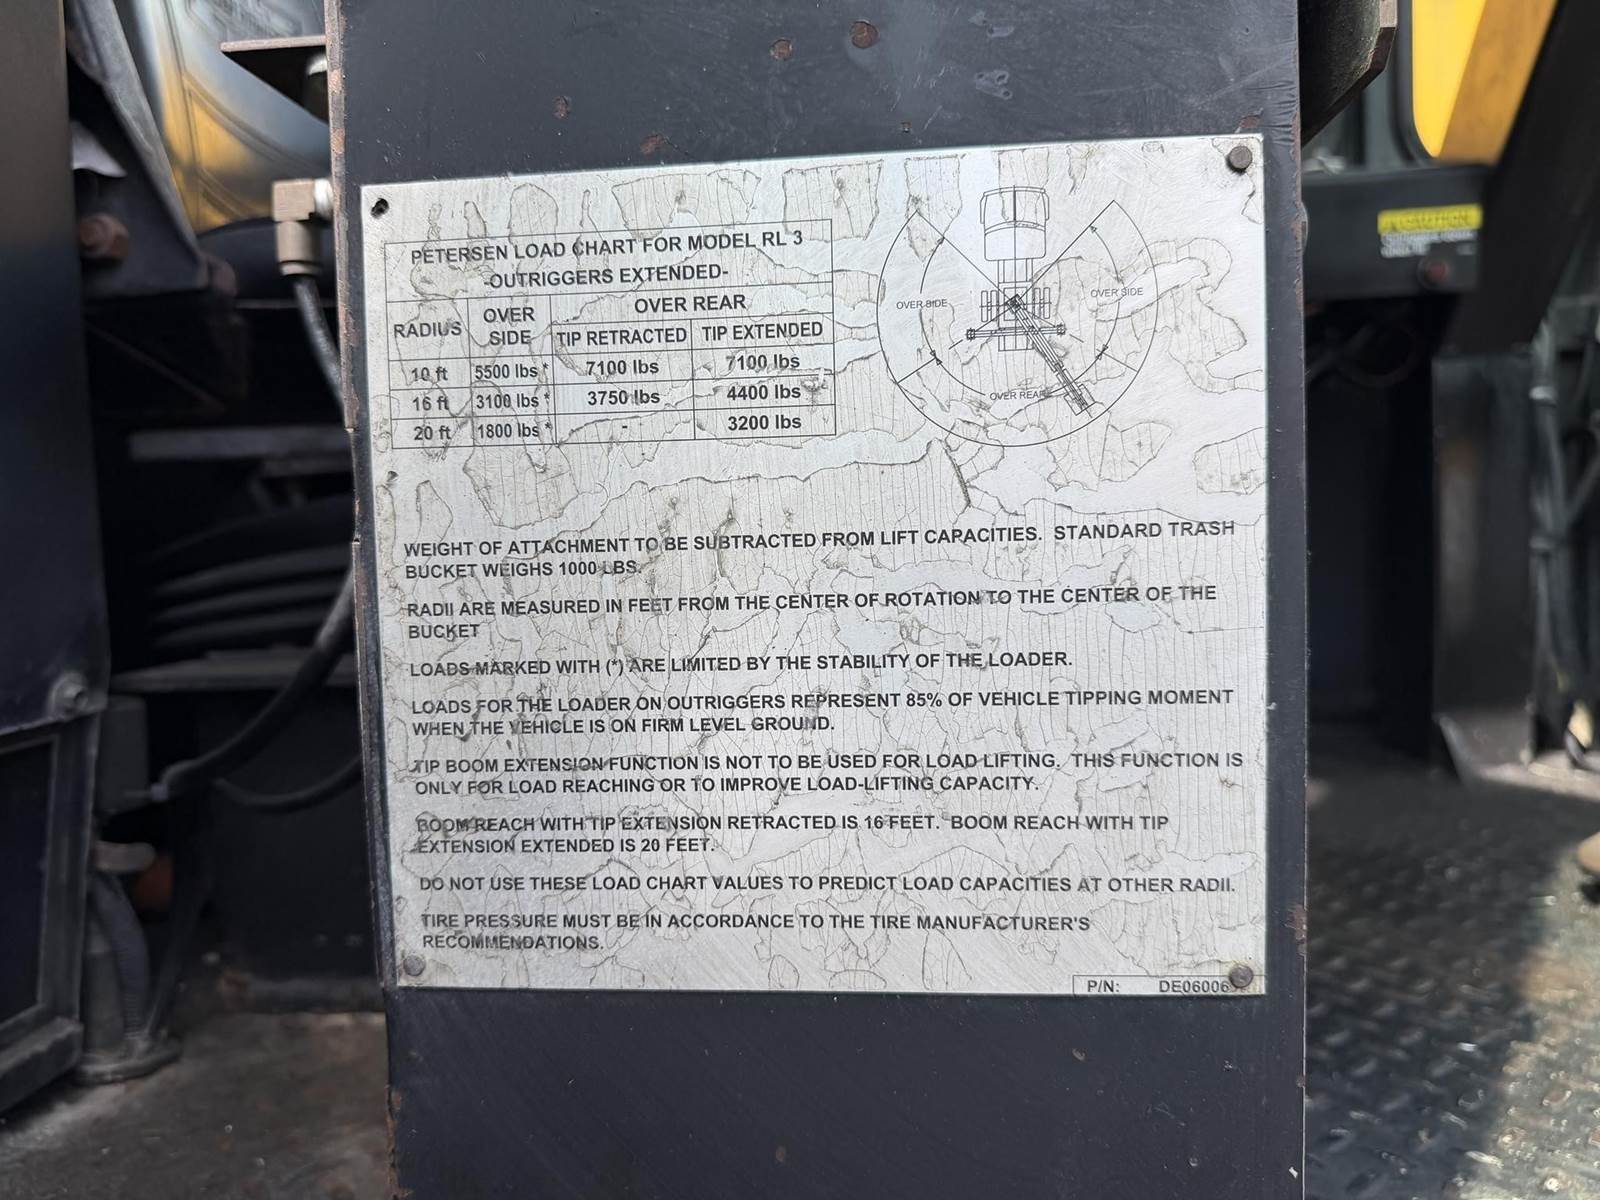 PETERSEN LOAD CHART FOR MODEL RL 3
-OUTRIGGERS EXTENDED-
RADIUS OVER SIDE OVER REAR
TIP RETRACTED TIP EXTENDED
10 ft 5500 lbs * 7100 lbs 7100 lbs
16 ft 3100 lbs * 3750 lbs 4400 lbs
20 ft 1800 lbs * - 3200 lbs
OVER SIDE
OVER SIDE
OVER REAR
WEIGHT OF ATTACHMENT TO BE SUBTRACTED FROM LIFT CAPACITIES. STANDARD TRASH
BUCKET WEIGHS 1000 LBS.
RADII ARE MEASURED IN FEET FROM THE CENTER OF ROTATION TO THE CENTER OF THE
BUCKET
LOADS MARKED WITH (*) ARE LIMITED BY THE STABILITY OF THE LOADER.
LOADS FOR THE LOADER ON OUTRIGGERS REPRESENT 85% OF VEHICLE TIPPING MOMENT
WHEN THE VEHICLE IS ON FIRM LEVEL GROUND.
TIP BOOM EXTENSION FUNCTION IS NOT TO BE USED FOR LOAD LIFTING. THIS FUNCTION IS
ONLY FOR LOAD REACHING OR TO IMPROVE LOAD-LIFTING CAPACITY.
BOOM REACH WITH TIP EXTENSION RETRACTED IS 16 FEET. BOOM REACH WITH TIP
EXTENSION EXTENDED IS 20 FEET.
DO NOT USE THESE LOAD CHART VALUES TO PREDICT LOAD CAPACITIES AT OTHER RADII.
TIRE PRESSURE MUST BE IN ACCORDANCE TO THE TIRE MANUFACTURER'S
RECOMMENDATIONS.
P/N: